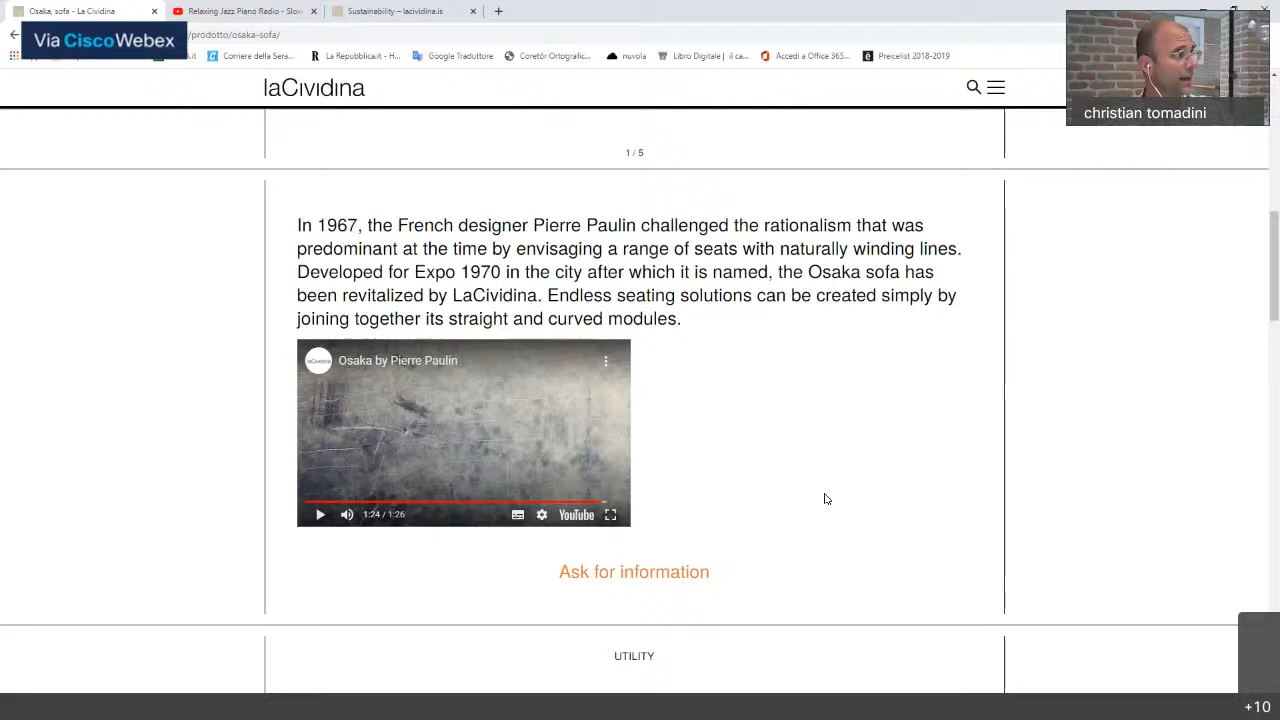 Osaka, sofa - La Cividina
Relaxing Jazz Piano Radio - Slow
Sustainability – lacividina.is
Via CiscoWebex
/prodotto/osaka-sofa/
Corriere della Sera...
La Repubblica.it - H...
Google Traduttore
Coretôr Ortografic...
nuvola
Libro Digitale | il ca...
Accedi a Office 365...
Pricelist 2018-2019
laCividina
christian tomadini
1 / 5
In 1967, the French designer Pierre Paulin challenged the rationalism that was
predominant at the time by envisaging a range of seats with naturally winding lines.
Developed for Expo 1970 in the city after which it is named, the Osaka sofa has
been revitalized by LaCividina. Endless seating solutions can be created simply by
joining together its straight and curved modules.
laCividina
Osaka by Pierre Paulin
1:24 / 1:26
YouTube
Ask for information
UTILITY
+10